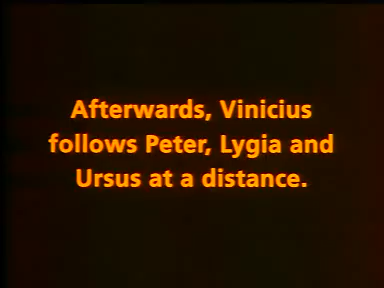 Afterwards, Vinicius
follows Peter, Lygia and
Ursus at a distance.